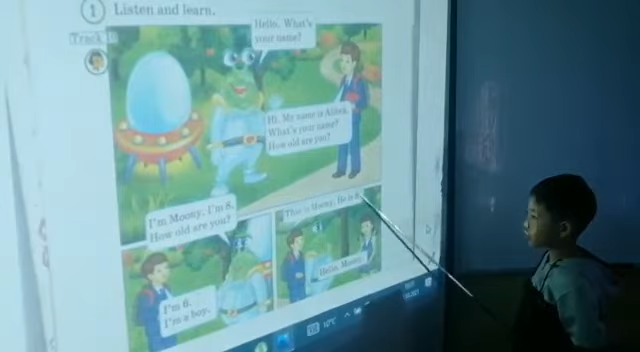 1 Listen and learn.
Track
Hello. What's
your name?
Hi. My name is
What's your name?
How old are you?
I'm Moony. I'm 8.
How old are you?
This is Moony. He is 8.
I'm 6.
I'm a boy.
Hello, Moony.